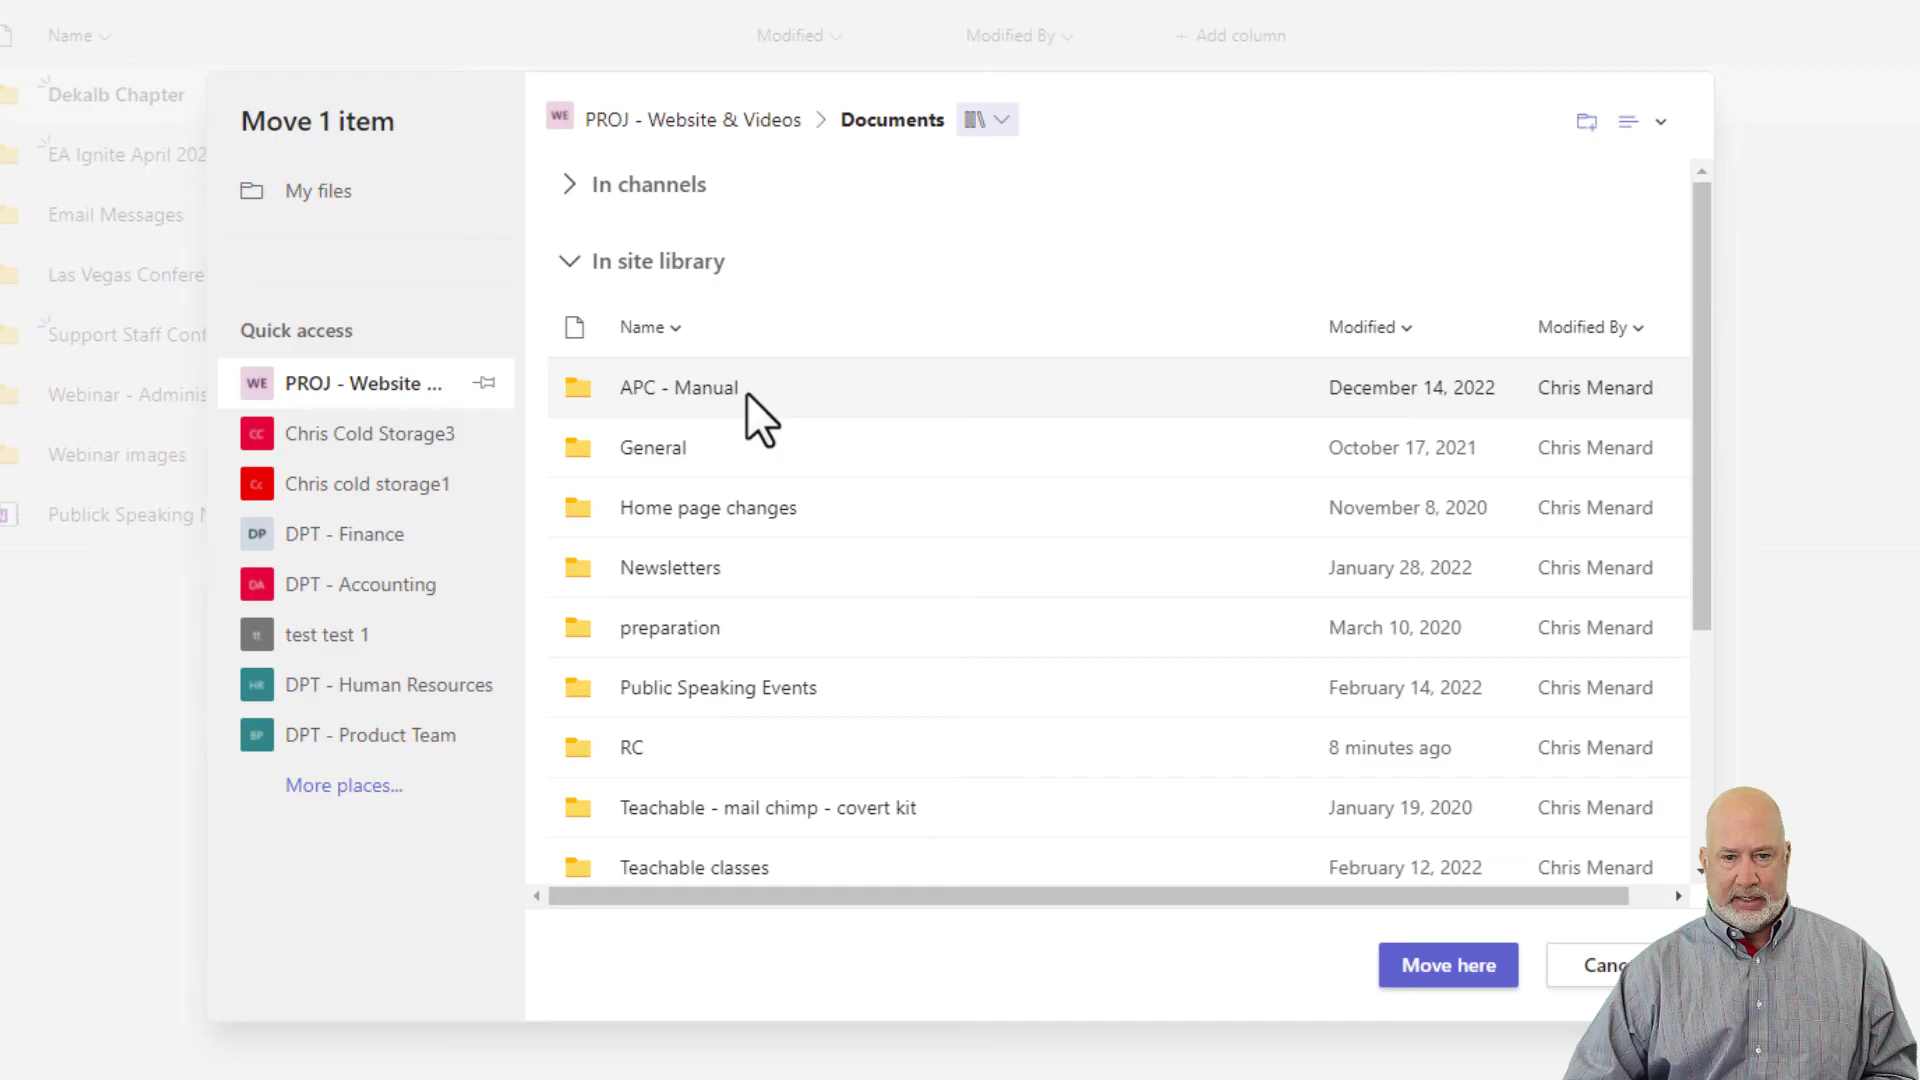 Name Modified Modified By + Add column
Dekalb Chapter
EA Ignite April 202
Email Messages
Las Vegas Confere
Support Staff Conf
Webinar - Adminis
Webinar images
Publick Speaking
Move 1 item
My files
Quick access
WE PROJ - Website ...
CC Chris Cold Storage3
Cc Chris cold storage1
DP DPT - Finance
DA DPT - Accounting
tt test test 1
HR DPT - Human Resources
BP DPT - Product Team
More places...
WE PROJ - Website & Videos > Documents
In channels
In site library
Name Modified Modified By
APC - Manual December 14, 2022 Chris Menard
General October 17, 2021 Chris Menard
Home page changes November 8, 2020 Chris Menard
Newsletters January 28, 2022 Chris Menard
preparation March 10, 2020 Chris Menard
Public Speaking Events February 14, 2022 Chris Menard
RC 8 minutes ago Chris Menard
Teachable - mail chimp - covert kit January 19, 2020 Chris Menard
Teachable classes February 12, 2022 Chris Menard
Move here Canc